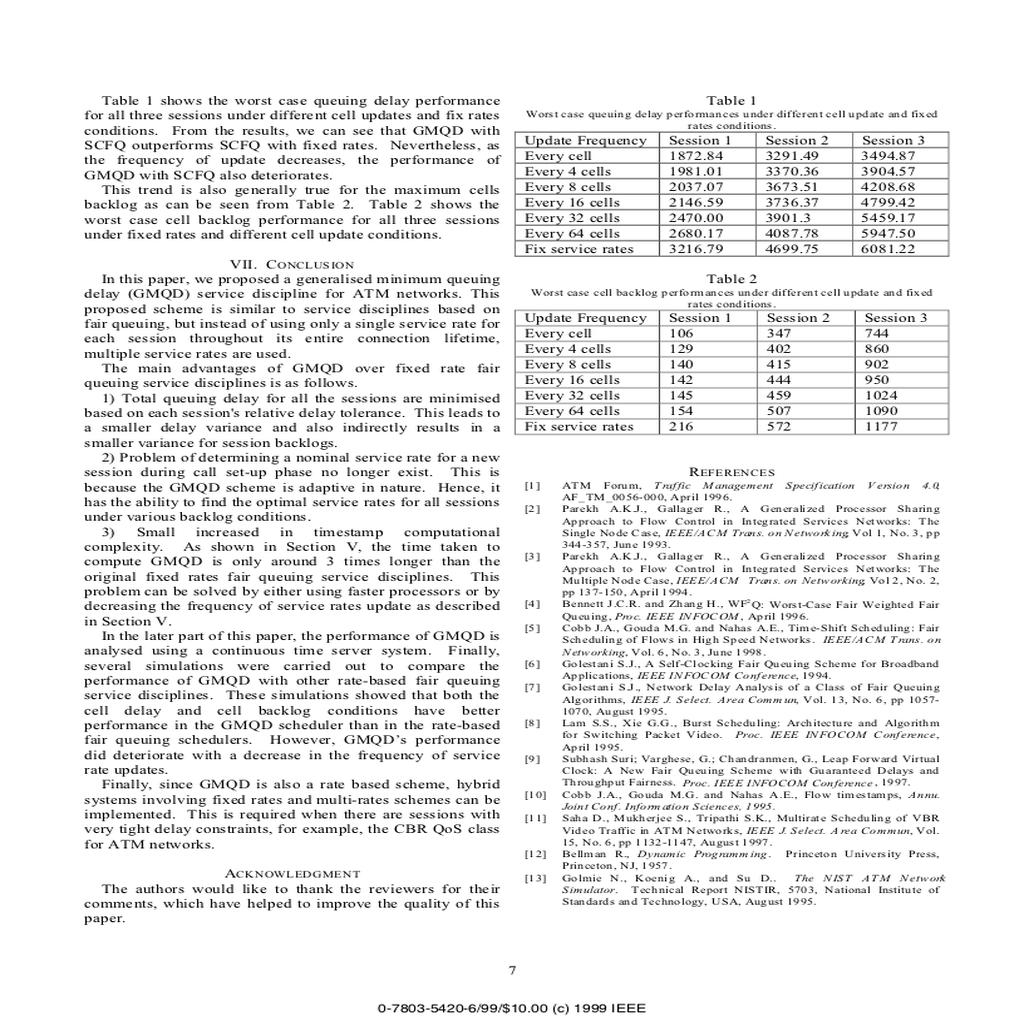 Table 1 shows the worst case queuing delay performance
for all three sessions under different cell updates and fix rates
conditions. From the results, we can see that GMQD with
SCFQ outperforms SCFQ with fixed rates. Nevertheless, as
the frequency of update decreases, the performance of
GMQD with SCFQ also deteriorates.
This trend is also generally true for the maximum cells
backlog as can be seen from Table 2. Table 2 shows the
worst case cell backlog performance for all three sessions
under fixed rates and different cell update conditions.
VII. CONCLUSION
In this paper, we proposed a generalised minimum queuing
delay (GMQD) service discipline for ATM networks. This
proposed scheme is similar to service disciplines based on
fair queuing, but instead of using only a single service rate for
each session throughout its entire connection lifetime,
multiple service rates are used.
The main advantages of GMQD over fixed rate fair
queuing service disciplines is as follows.
1) Total queuing delay for all the sessions are minimised
based on each session's relative delay tolerance. This leads to
a smaller delay variance and also indirectly results in a
smaller variance for session backlogs.
2) Problem of determining a nominal service rate for a new
session during call set-up phase no longer exist. This is
because the GMQD scheme is adaptive in nature. Hence, it
has the ability to find the optimal service rates for all sessions
under various backlog conditions.
3) Small increased in timestamp computational
complexity. As shown in Section V, the time taken to
compute GMQD is only around 3 times longer than the
original fixed rates fair queuing service disciplines. This
problem can be solved by either using faster processors or by
decreasing the frequency of service rates update as described
in Section V.
In the later part of this paper, the performance of GMQD is
analysed using a continuous time server system. Finally,
several simulations were carried out to compare the
performance of GMQD with other rate-based fair queuing
service disciplines. These simulations showed that both the
cell delay and cell backlog conditions have better
performance in the GMQD scheduler than in the rate-based
fair queuing schedulers. However, GMQD's performance
did deteriorate with a decrease in the frequency of service
rate updates.
Finally, since GMQD is also a rate based scheme, hybrid
systems involving fixed rates and multi-rates schemes can be
implemented. This is required when there are sessions with
very tight delay constraints, for example, the CBR QoS class
for ATM networks.
ACKNOWLEDGMENT
The authors would like to thank the reviewers for their
comments, which have helped to improve the quality of this
paper.
Table 1
Worst case queuing delay performances under different cell update and fixed
rates conditions.
Update Frequency Session 1 Session 2 Session 3
Every cell 1872.84 3291.49 3494.87
Every 4 cells 1981.01 3370.36 3904.57
Every 8 cells 2037.07 3673.51 4208.68
Every 16 cells 2146.59 3736.37 4799.42
Every 32 cells 2470.00 3901.3 5459.17
Every 64 cells 2680.17 4087.78 5947.50
Fix service rates 3216.79 4699.75 6081.22
Table 2
Worst case cell backlog performances under different cell update and fixed
rates conditions.
Update Frequency Session 1 Session 2 Session 3
Every cell 106 347 744
Every 4 cells 129 402 860
Every 8 cells 140 415 902
Every 16 cells 142 444 950
Every 32 cells 145 459 1024
Every 64 cells 154 507 1090
Fix service rates 216 572 1177
REFERENCES
[1] ATM Forum, Traffic Management Specification Version 4.0,
AF_TM_0056-000, April 1996.
[2] Parekh A.K.J., Gallager R., A Generalized Processor Sharing
Approach to Flow Control in Integrated Services Networks: The
Single Node Case, IEEE/ACM Trans. on Networking, Vol 1, No. 3, pp
344-357, June 1993.
[3] Parekh A.K.J., Gallager R., A Generalized Processor Sharing
Approach to Flow Control in Integrated Services Networks: The
Multiple Node Case, IEEE/ACM Trans. on Networking, Vol 2, No. 2,
pp 137-150, April 1994.
[4] Bennett J.C.R. and Zhang H., WF²Q: Worst-Case Fair Weighted Fair
Queuing, Proc. IEEE INFOCOM, April 1996.
[5] Cobb J.A., Gouda M.G. and Nahas A.E., Time-Shift Scheduling: Fair
Scheduling of Flows in High Speed Networks. IEEE/ACM Trans. on
Networking, Vol. 6, No. 3, June 1998.
[6] Golestani S.J., A Self-Clocking Fair Queuing Scheme for Broadband
Applications, IEEE INFOCOM Conference, 1994.
[7] Golestani S.J., Network Delay Analysis of a Class of Fair Queuing
Algorithms, IEEE J. Select. Area Commun, Vol. 13, No. 6, pp 1057-
1070, August 1995.
[8] Lam S.S., Xie G.G., Burst Scheduling: Architecture and Algorithm
for Switching Packet Video. Proc. IEEE INFOCOM Conference,
April 1995.
[9] Subhash Suri; Varghese, G.; Chandranmen, G., Leap Forward Virtual
Clock: A New Fair Queuing Scheme with Guaranteed Delays and
Throughput Fairness. Proc. IEEE INFOCOM Conference, 1997.
[10] Cobb J.A., Gouda M.G. and Nahas A.E., Flow timestamps, Annu.
Joint Conf. Information Sciences, 1995.
[11] Saha D., Mukherjee S., Tripathi S.K., Multirate Scheduling of VBR
Video Traffic in ATM Networks, IEEE J. Select. Area Commun, Vol.
15, No. 6, pp 1132-1147, August 1997.
[12] Bellman R., Dynamic Programming. Princeton University Press,
Princeton, NJ, 1957.
[13] Golmie N., Koenig A., and Su D.. The NIST ATM Network
Simulator. Technical Report NISTIR, 5703, National Institute of
Standards and Technology, USA, August 1995.
7
0-7803-5420-6/99/$10.00 (c) 1999 IEEE